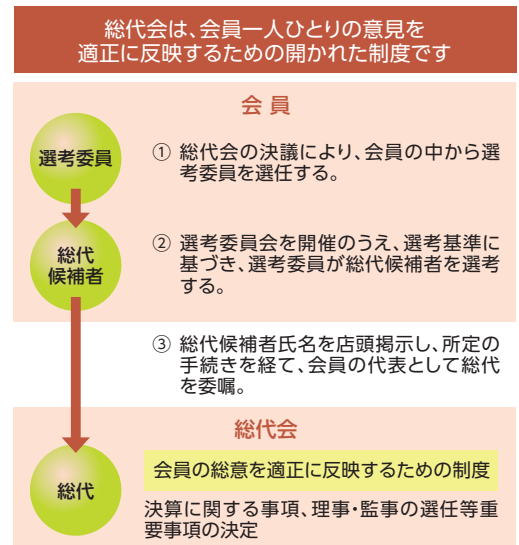 総代会は、会員一人ひとりの意見を
適正に反映するための開かれた制度です
会 員
選考委員
① 総代会の決議により、会員の中から選
考委員を選任する。
総代
候補者
② 選考委員会を開催のうえ、選考基準に
基づき、選考委員が総代候補者を選考
する。
③ 総代候補者氏名を店頭掲示し、所定の
手続きを経て、会員の代表として総代
を委嘱。
総代会
総代
会員の総意を適正に反映するための制度
決算に関する事項、理事・監事の選任等重
要事項の決定